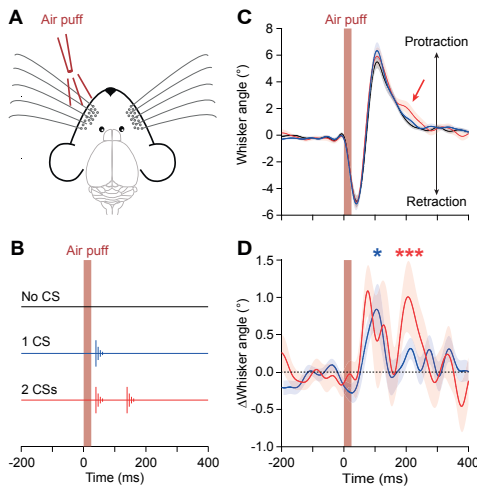 A
Air puff
B
Air puff
No CS
1 CS
2 CSs
-200
0
200
400
Time (ms)
C
Air puff
Whisker angle (°)
8
6
4
2
0
-2
-4
-6
Protraction
Retraction
D
* ***
ΔWhisker angle (°)
1.5
1.0
0.5
0.0
-0.5
-1.0
-200
0
200
400
Time (ms)